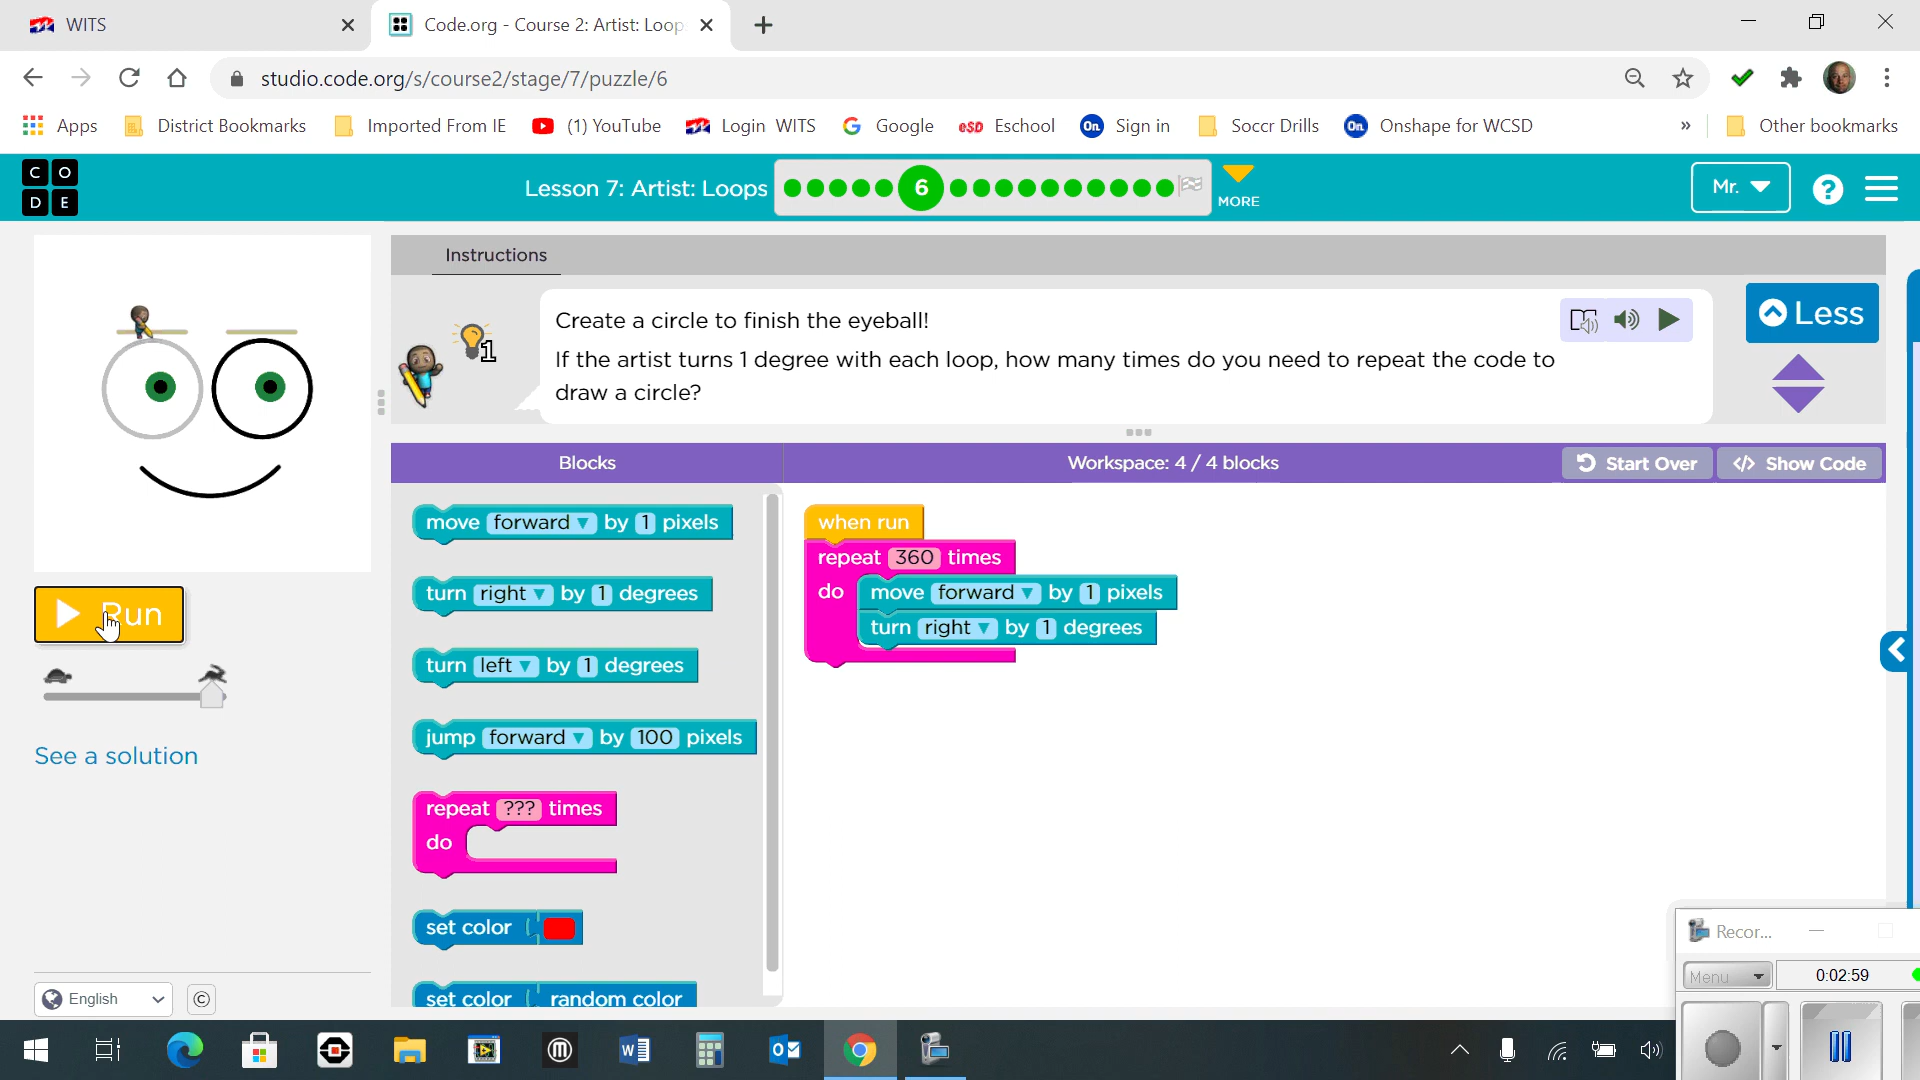 WITS
Code.org - Course 2: Artist: Loop
studio.code.org/s/course2/stage/7/puzzle/6
Apps
District Bookmarks
Imported From IE
(1) YouTube
Login WITS
Google
eSD Eschool
On Sign in
Soccr Drills
On Onshape for WCSD
»
Other bookmarks
C O
D E
Lesson 7: Artist: Loops
6
MORE
Mr.
?
Instructions
1
Create a circle to finish the eyeball!
If the artist turns 1 degree with each loop, how many times do you need to repeat the code to
draw a circle?
Less
Blocks
Workspace: 4 / 4 blocks
Start Over
</> Show Code
Run
See a solution
English
©
move forward ▼ by 1 pixels
turn right ▼ by 1 degrees
turn left ▼ by 1 degrees
jump forward ▼ by 100 pixels
repeat ??? times
do
set color
set color random color
when run
repeat 360 times
do
move forward ▼ by 1 pixels
turn right ▼ by 1 degrees
Recor...
Menu
0:02:59